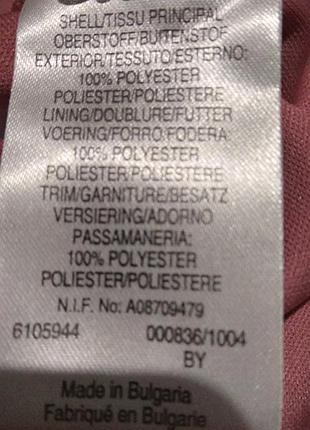 SHELL/TISSU PRINCIPAL
OBERSTOFF/BUITENSTOF
EXTERIOR/TESSUTO/ESTERNO:
100% POLYESTER
POLIESTER/POLIESTERE
LINING/DOUBLURE/FUTTER
VOERING/FORRO/FODERA:
100% POLYESTER
POLIESTER/POLIESTERE
TRIM/GARNITURE/BESATZ
VERSIERING/ADORNO
PASSAMANERIA:
100% POLYESTER
POLIESTER/POLIESTERE
N.I.F. No: A08709479
6105944 000836/1004
BY
Made in Bulgaria
Fabriqué en Bulgaria